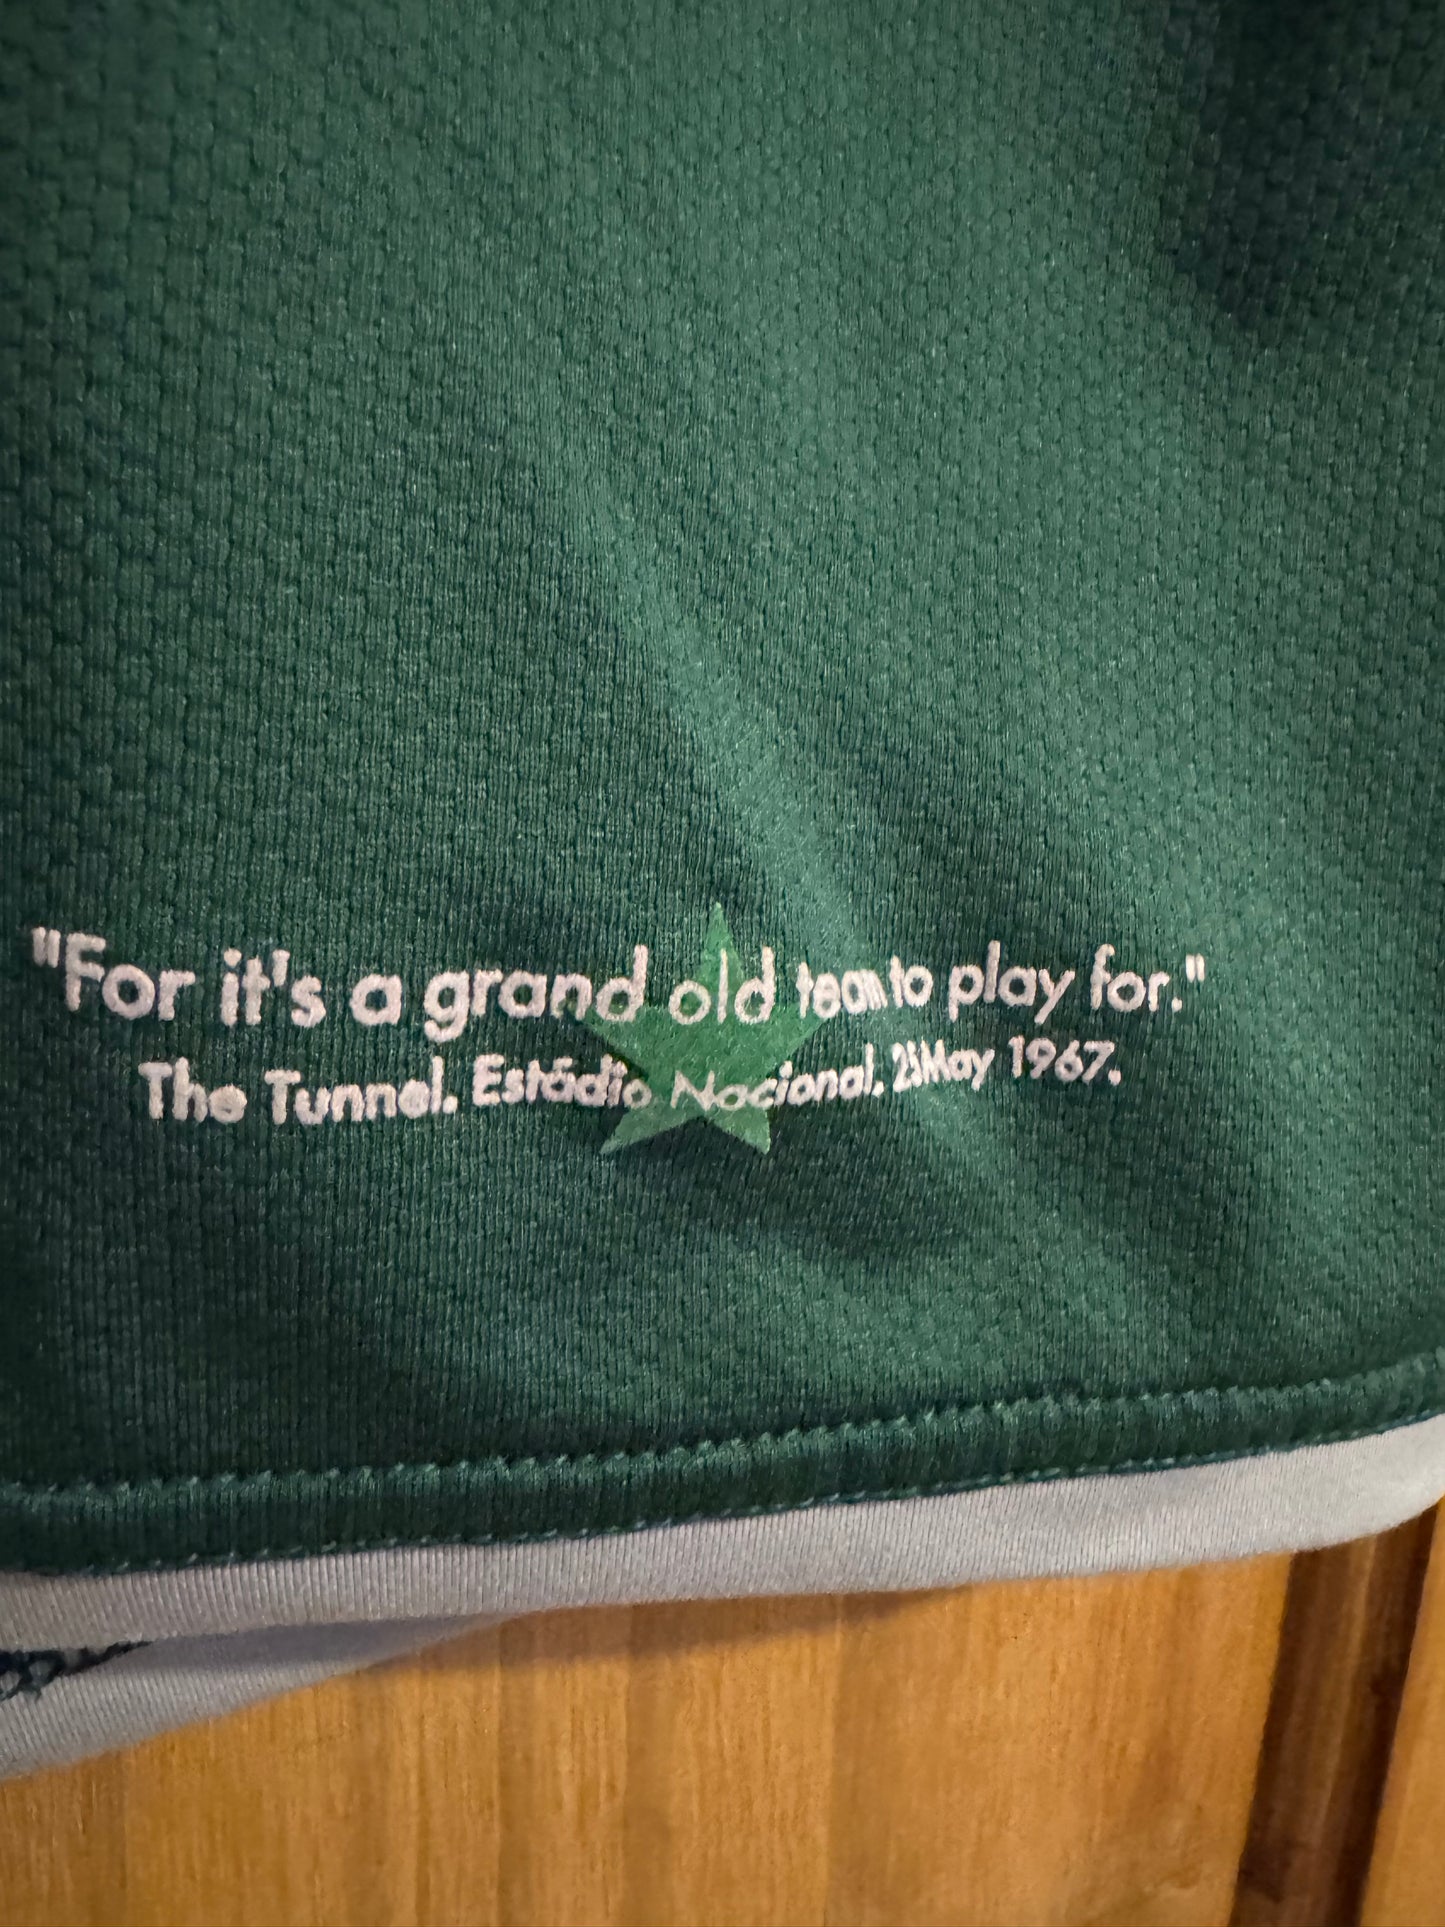 "For it's a grand old team to play for."
The Tunnel. Estádio Nacional. 25 May 1967.